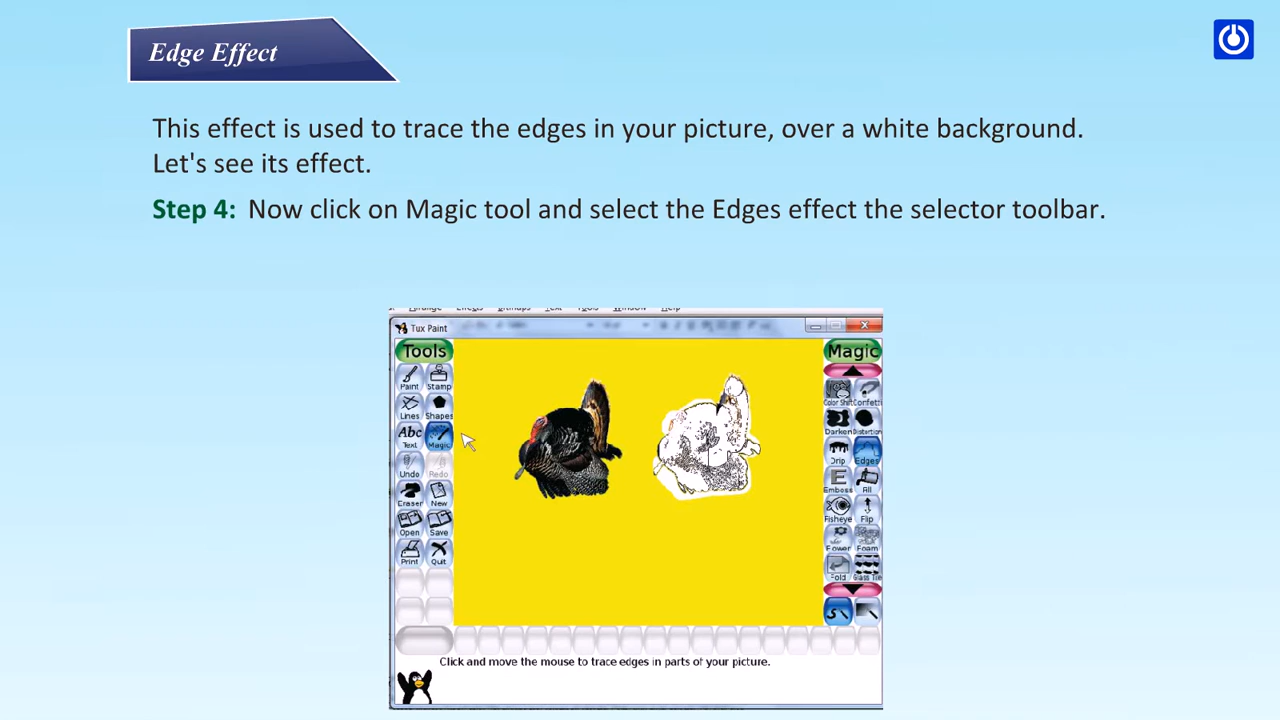 Edge Effect
This effect is used to trace the edges in your picture, over a white background.
Let's see its effect.
Step 4: Now click on Magic tool and select the Edges effect the selector toolbar.
Tux Paint
Tools
Magic
Paint Stamp
Color Shift Confetti
Lines Shapes
Darken Distortion
Text Magic
Abc
Drip Edges
Undo Redo
Emboss Fill
Eraser New
Fisheye Flip
Open Save
Flower Foam
Print Quit
Fold Glass Tile
Click and move the mouse to trace edges in parts of your picture.